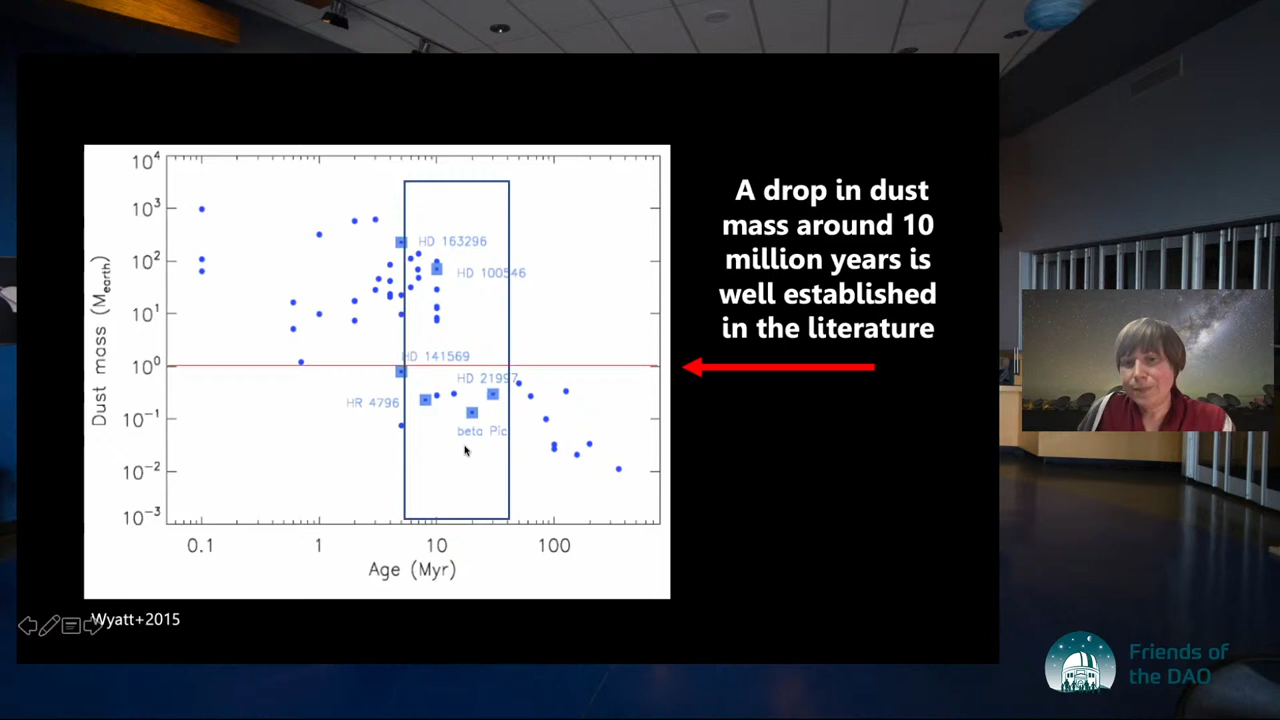 A drop in dust
mass around 10
million years is
well established
in the literature
10⁴
10³
10²
10¹
10⁰
10⁻¹
10⁻²
10⁻³
Dust mass (Mearth)
HD 163296
HD 100546
HD 141569
HD 21997
HR 4796
beta Pic
0.1
1
10
100
Age (Myr)
Wyatt+2015
Friends of
the DAO